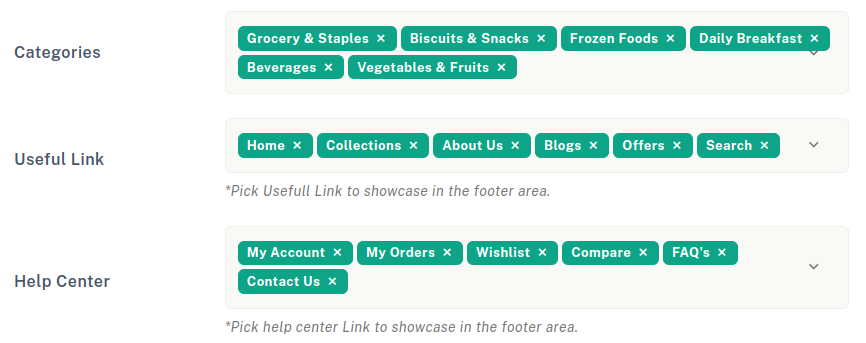 Categories
Grocery & Staples × Biscuits & Snacks × Frozen Foods × Daily Breakfast ×
Beverages × Vegetables & Fruits ×
Useful Link
Home × Collections × About Us × Blogs × Offers × Search ×
*Pick Usefull Link to showcase in the footer area.
Help Center
My Account × My Orders × Wishlist × Compare × FAQ's ×
Contact Us ×
*Pick help center Link to showcase in the footer area.